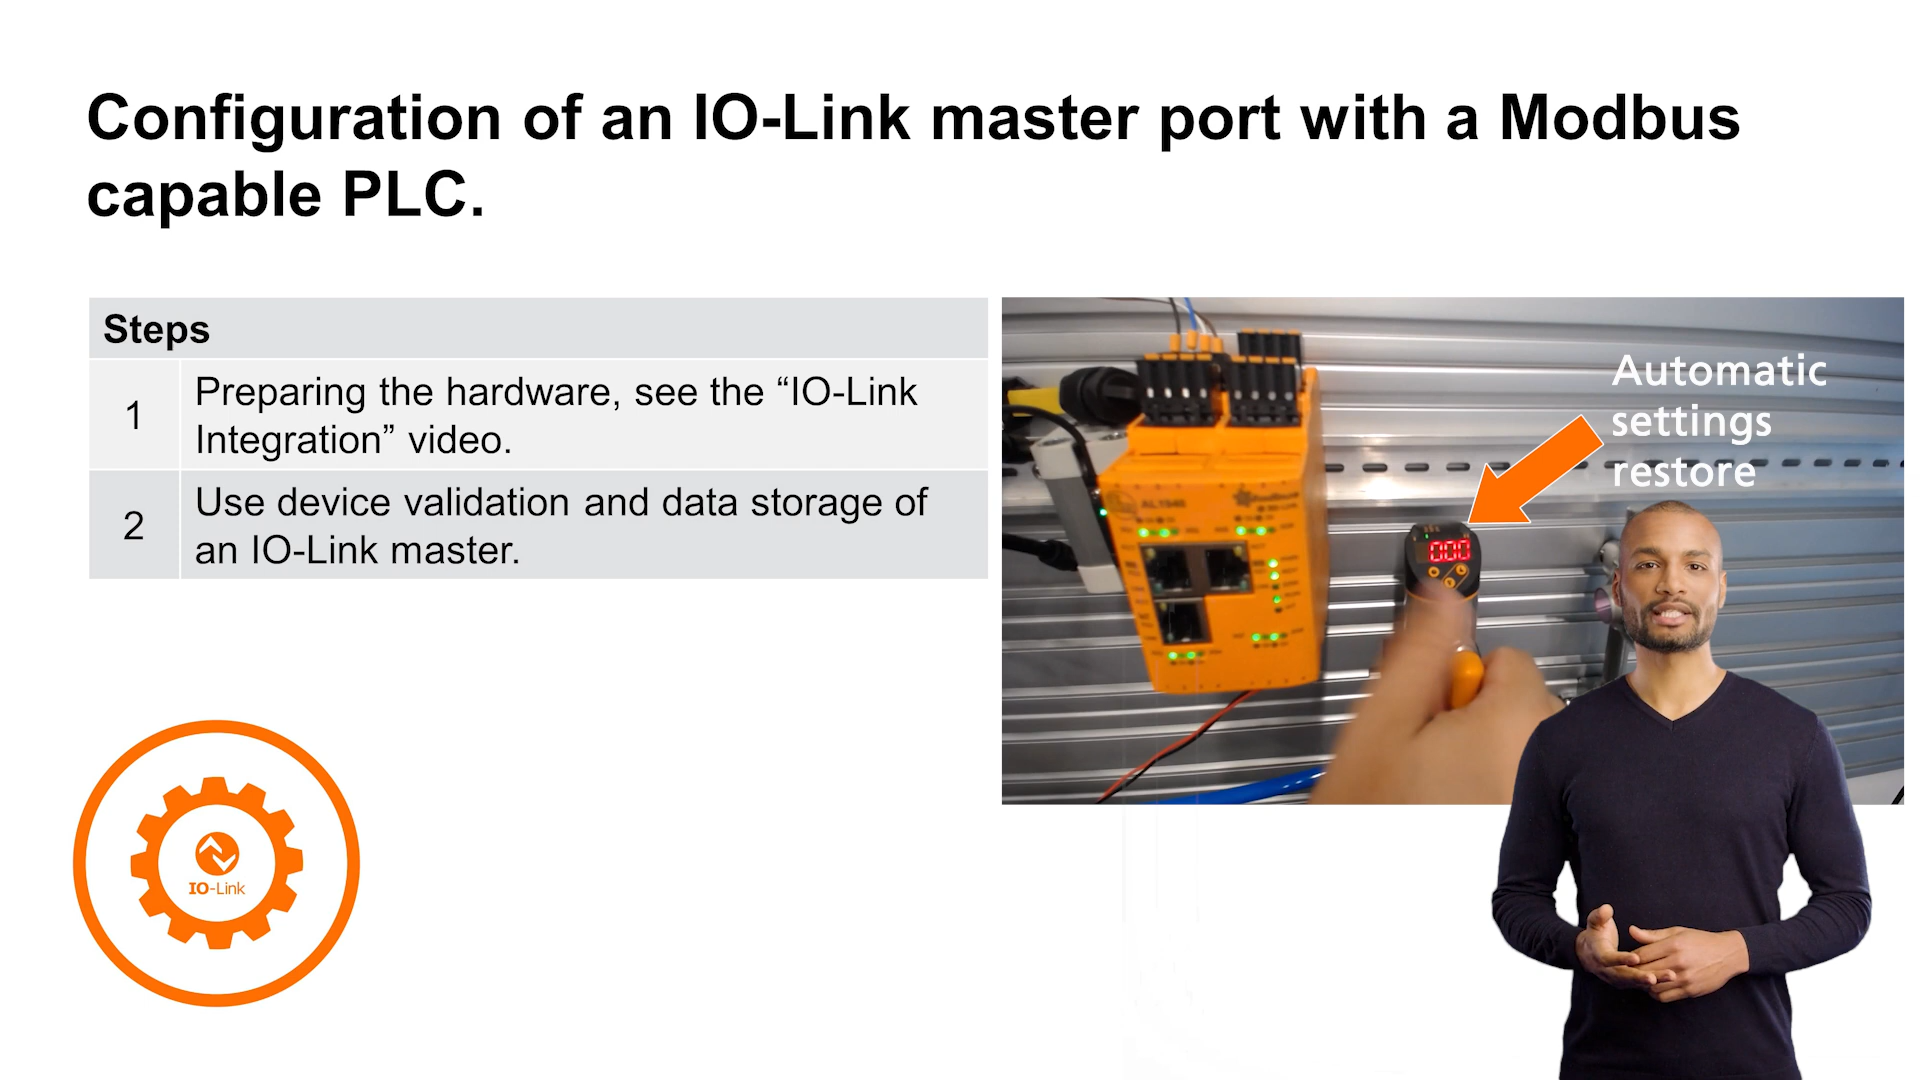 Configuration of an IO-Link master port with a Modbus
capable PLC.
Steps
1
Preparing the hardware, see the “IO-Link
Integration” video.
2
Use device validation and data storage of
an IO-Link master.
Automatic
settings
restore
000
IO-Link